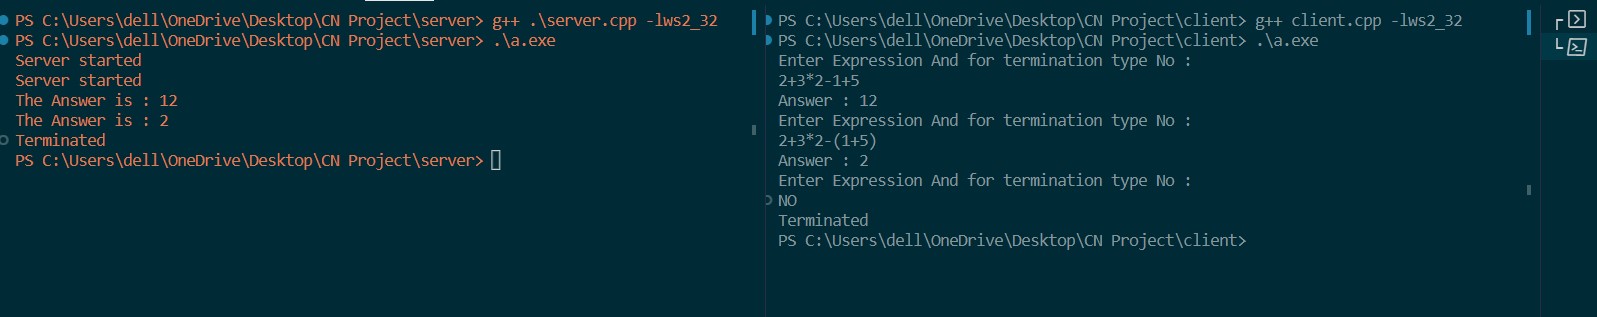 PS C:\Users\dell\OneDrive\Desktop\CN Project\server> g++ .\server.cpp -lws2_32
PS C:\Users\dell\OneDrive\Desktop\CN Project\server> .\a.exe
Server started
Server started
The Answer is : 12
The Answer is : 2
Terminated
PS C:\Users\dell\OneDrive\Desktop\CN Project\server>
PS C:\Users\dell\OneDrive\Desktop\CN Project\client> g++ client.cpp -lws2_32
PS C:\Users\dell\OneDrive\Desktop\CN Project\client> .\a.exe
Enter Expression And for termination type No :
2+3*2-1+5
Answer : 12
Enter Expression And for termination type No :
2+3*2-(1+5)
Answer : 2
Enter Expression And for termination type No :
NO
Terminated
PS C:\Users\dell\OneDrive\Desktop\CN Project\client>